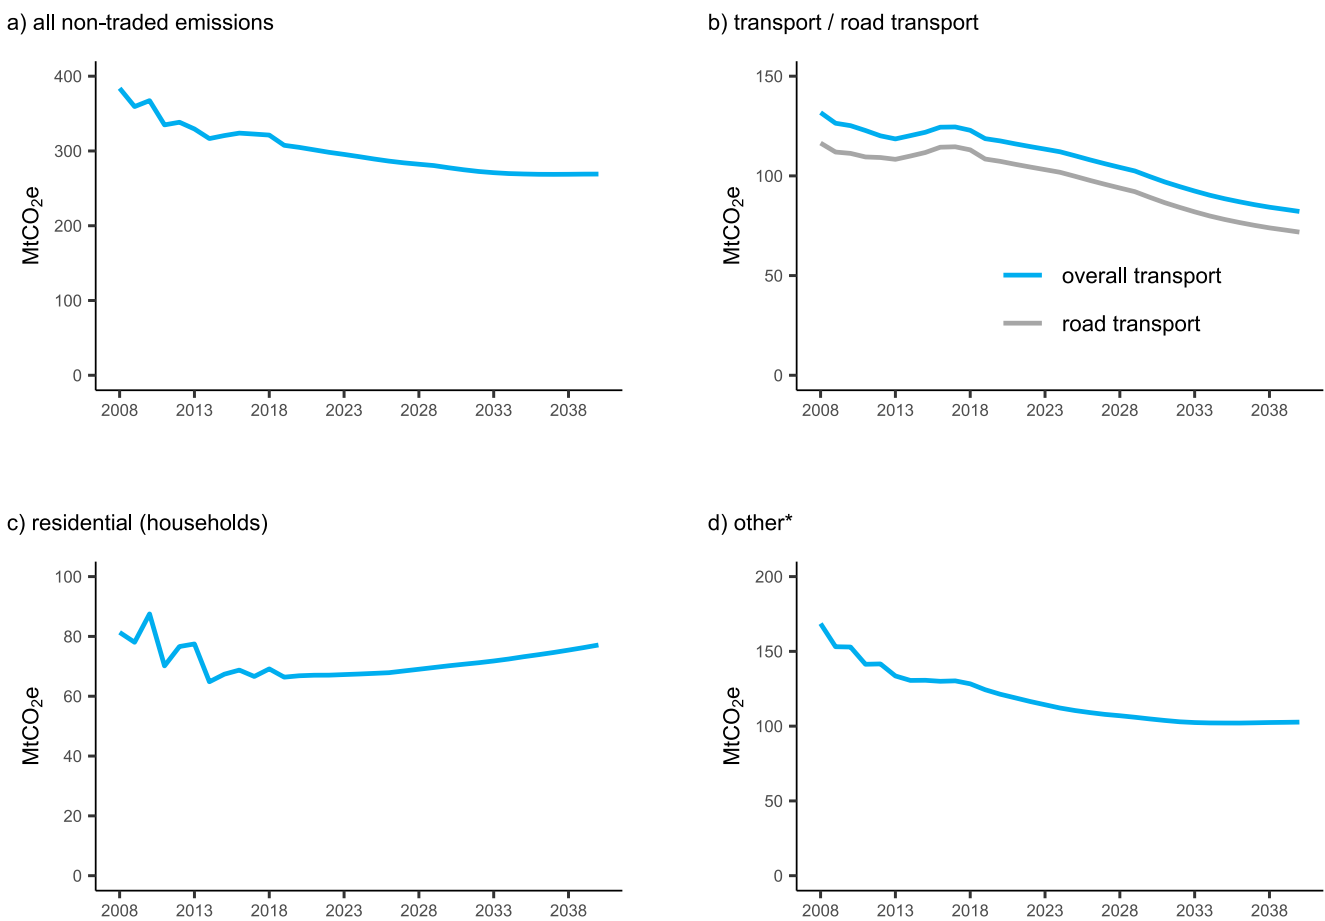 a) all non-traded emissions
MtCO₂e
400
300
200
100
0
2008 2013 2018 2023 2028 2033 2038
b) transport / road transport
MtCO₂e
150
100
50
0
overall transport
road transport
2008 2013 2018 2023 2028 2033 2038
c) residential (households)
MtCO₂e
100
80
60
40
20
0
2008 2013 2018 2023 2028 2033 2038
d) other*
MtCO₂e
200
150
100
50
0
2008 2013 2018 2023 2028 2033 2038